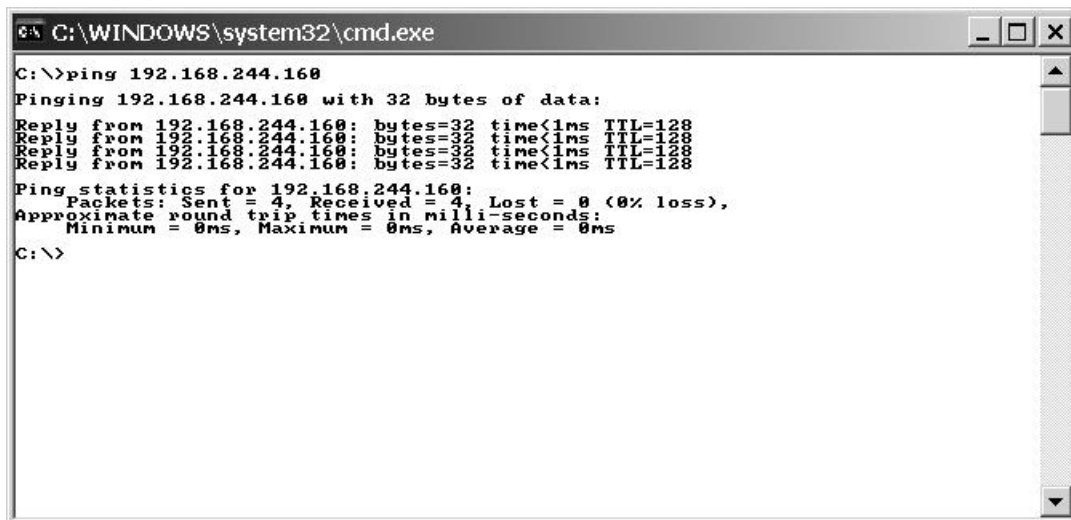 C:\WINDOWS\system32\cmd.exe
C:\>ping 192.168.244.160
Pinging 192.168.244.160 with 32 bytes of data:
Reply from 192.168.244.160: bytes=32 time<1ms TTL=128
Reply from 192.168.244.160: bytes=32 time<1ms TTL=128
Reply from 192.168.244.160: bytes=32 time<1ms TTL=128
Reply from 192.168.244.160: bytes=32 time<1ms TTL=128
Ping statistics for 192.168.244.160:
Packets: Sent = 4, Received = 4, Lost = 0 (0% loss),
Approximate round trip times in milli-seconds:
Minimum = 0ms, Maximum = 0ms, Average = 0ms
C:\>